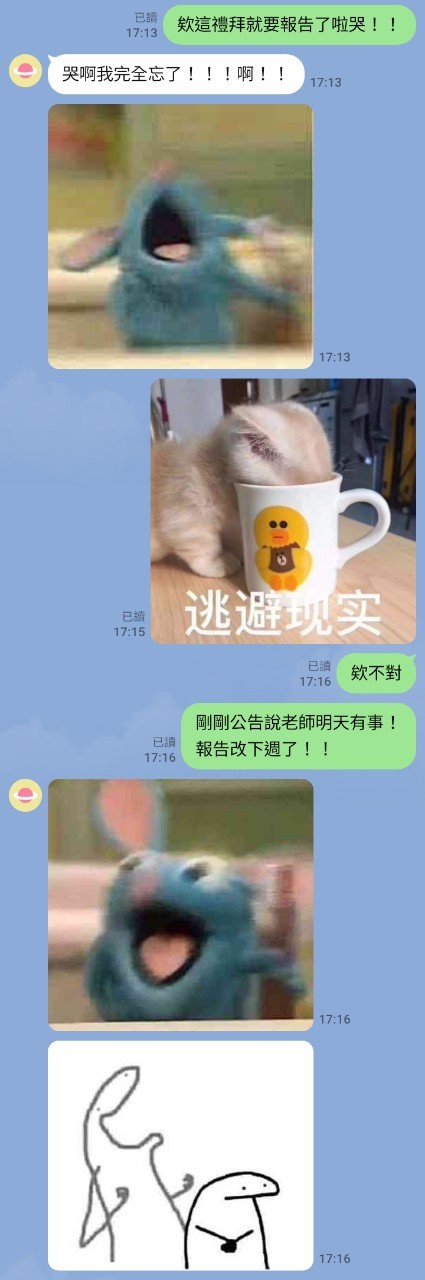 已讀
17:13
欸這禮拜就要報告了啦哭！！
哭啊我完全忘了！！！啊！！
17:13
17:13
逃避现实
已讀
17:15
已讀
17:16
欸不對
剛剛公告說老師明天有事！
報告改下週了！！
已讀
17:16
17:16
17:16